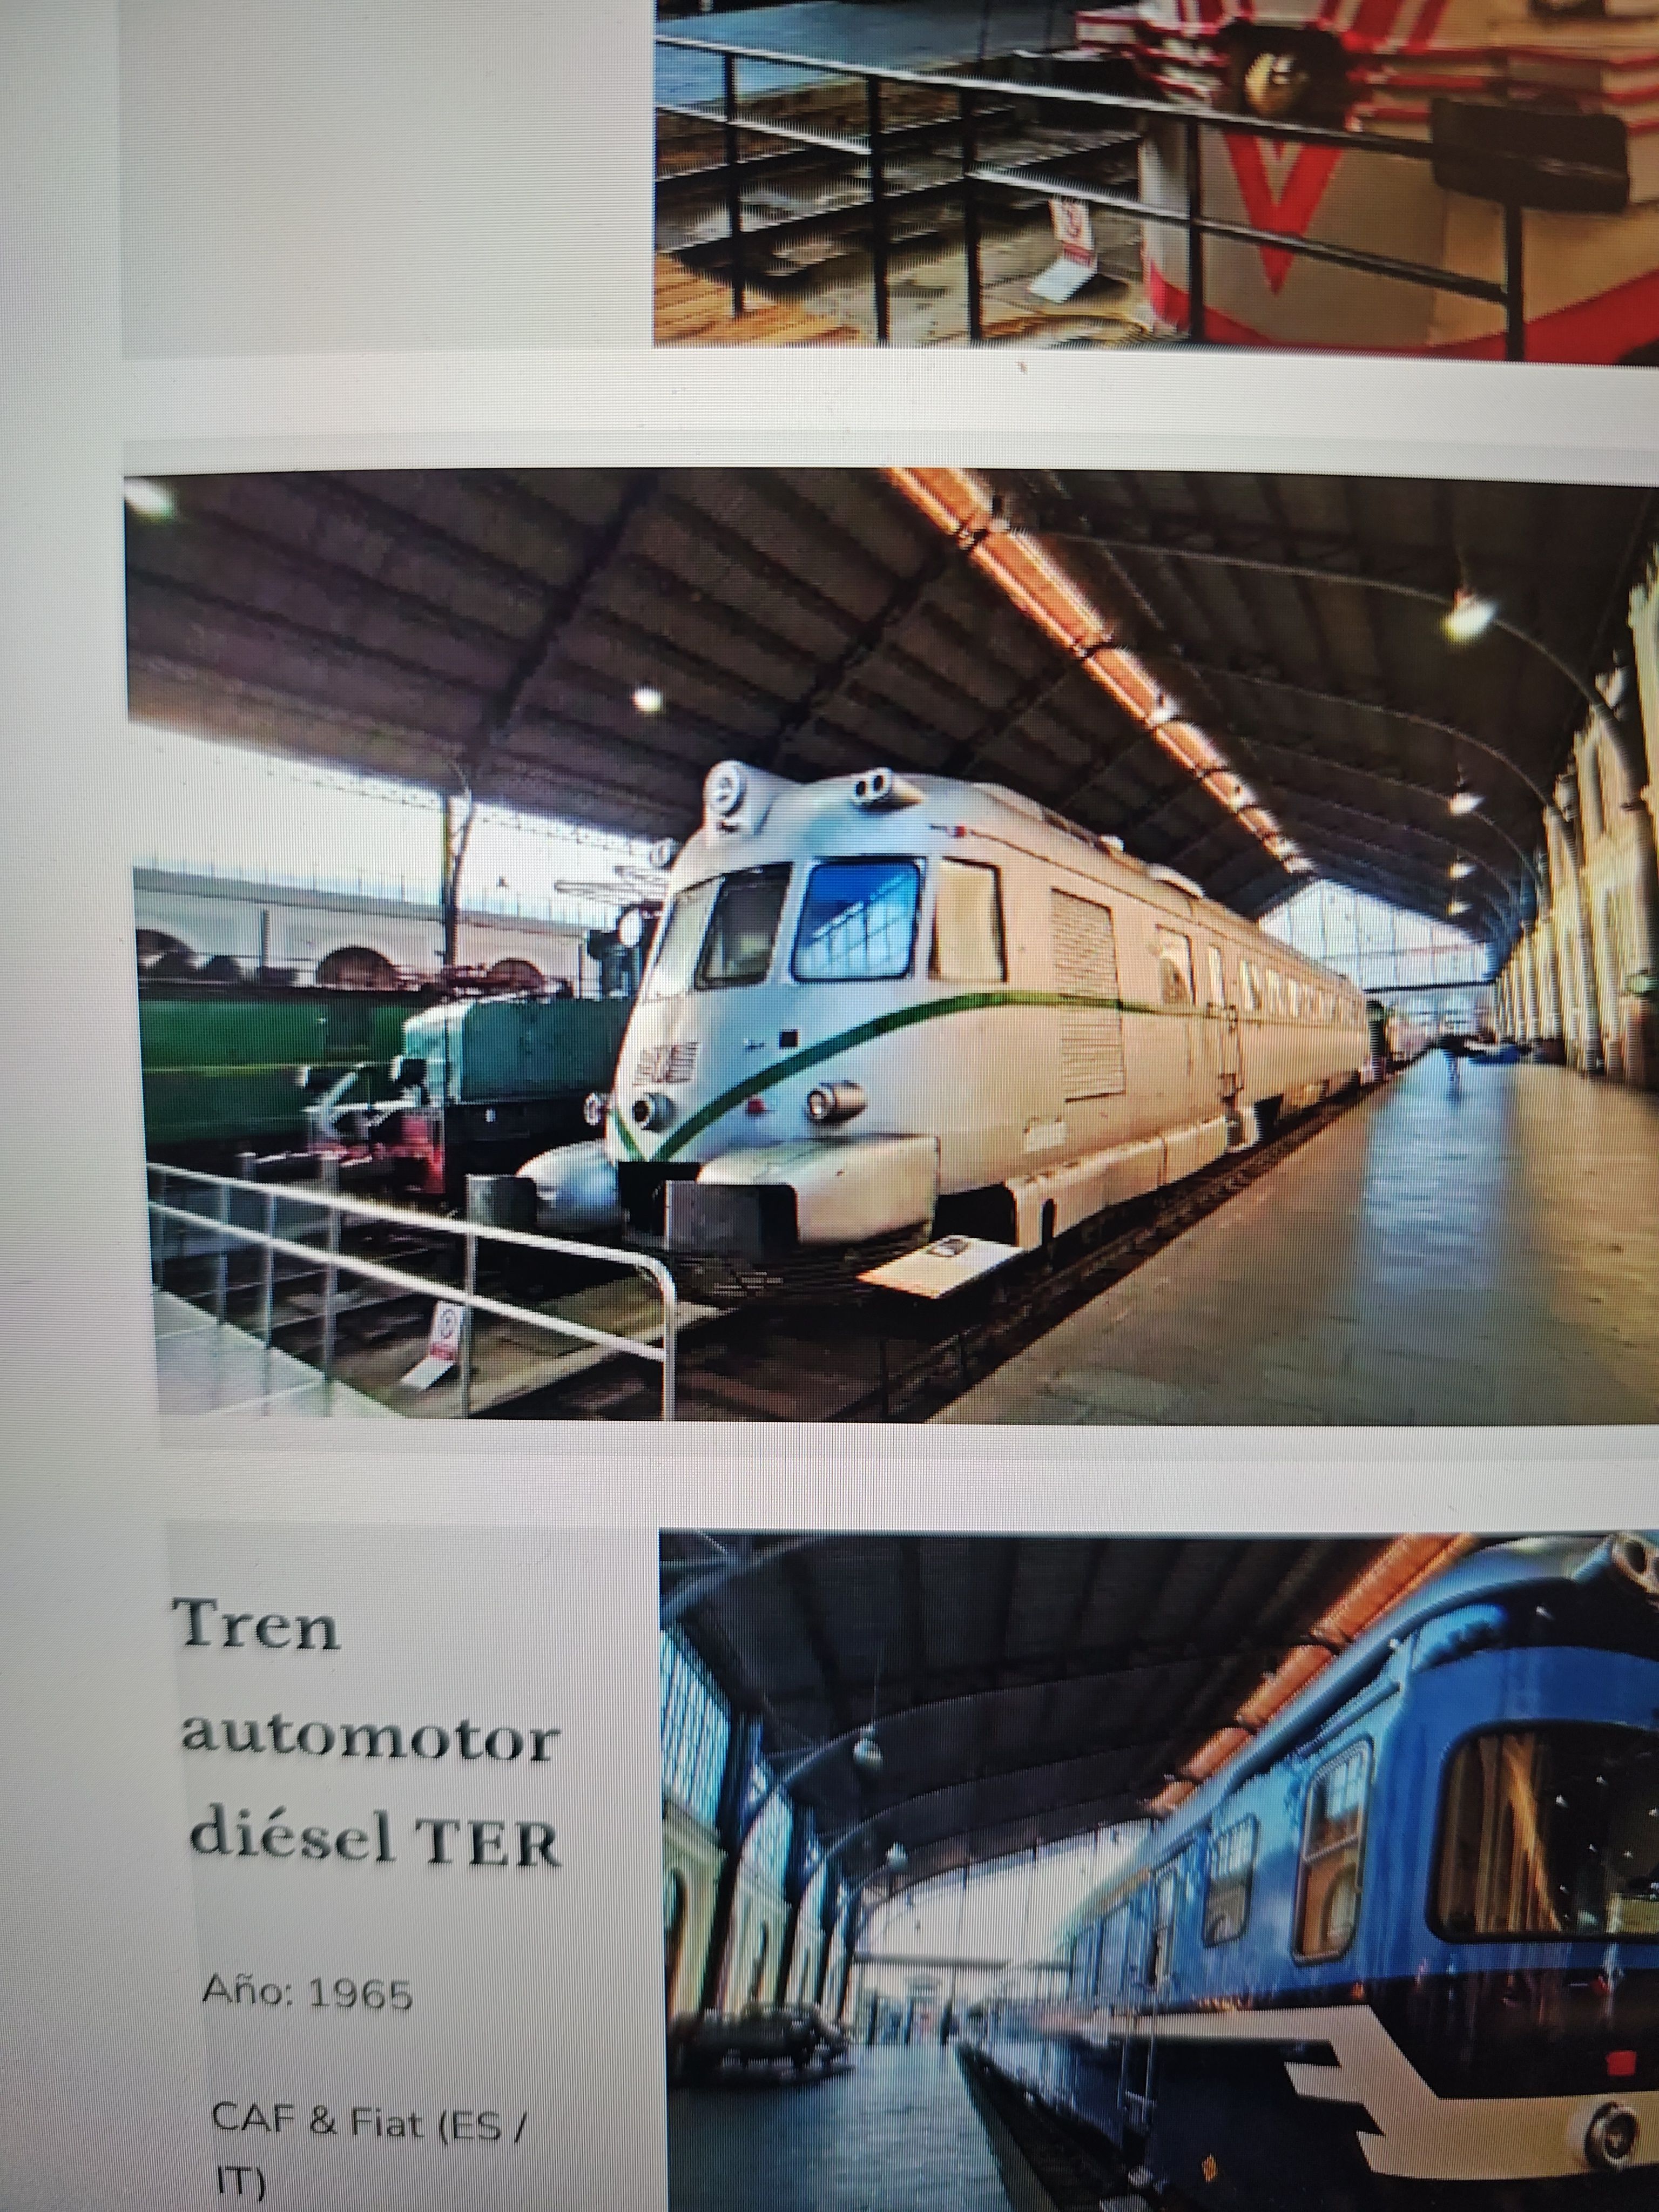 Tren
automotor
diésel TER
Año: 1965
CAF & Fiat (ES /
IT)